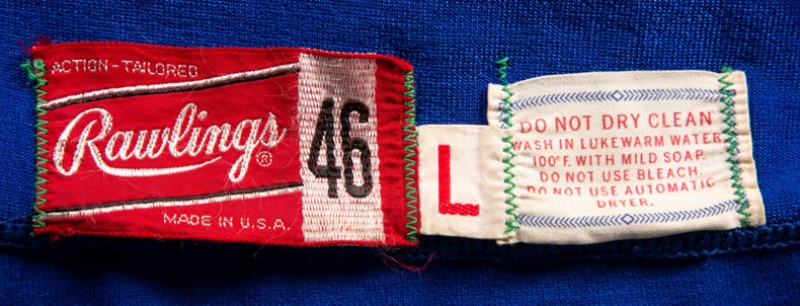 ACTION-TAILORED
Rawlings®
MADE IN U.S.A.
46
L
DO NOT DRY CLEAN
WASH IN LUKEWARM WATER
100°F. WITH MILD SOAP.
DO NOT USE BLEACH.
DO NOT USE AUTOMATIC
DRYER.